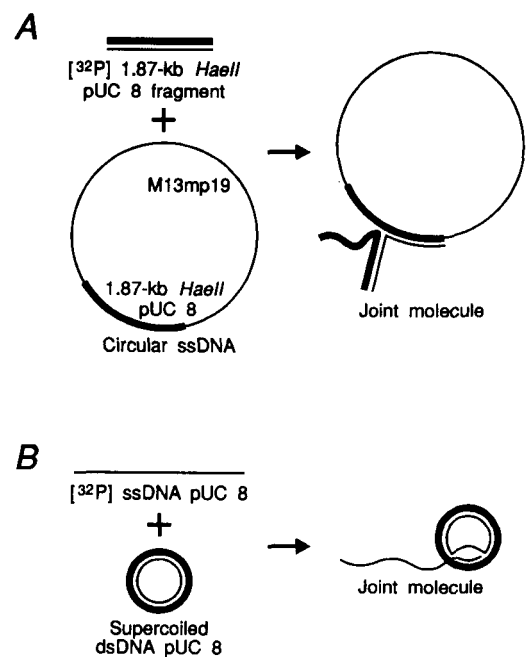 A
[³²P] 1.87-kb HaeII
pUC 8 fragment
+
M13mp19
1.87-kb HaeII
pUC 8
Circular ssDNA
Joint molecule
B
[³²P] ssDNA pUC 8
+
Supercoiled
dsDNA pUC 8
Joint molecule